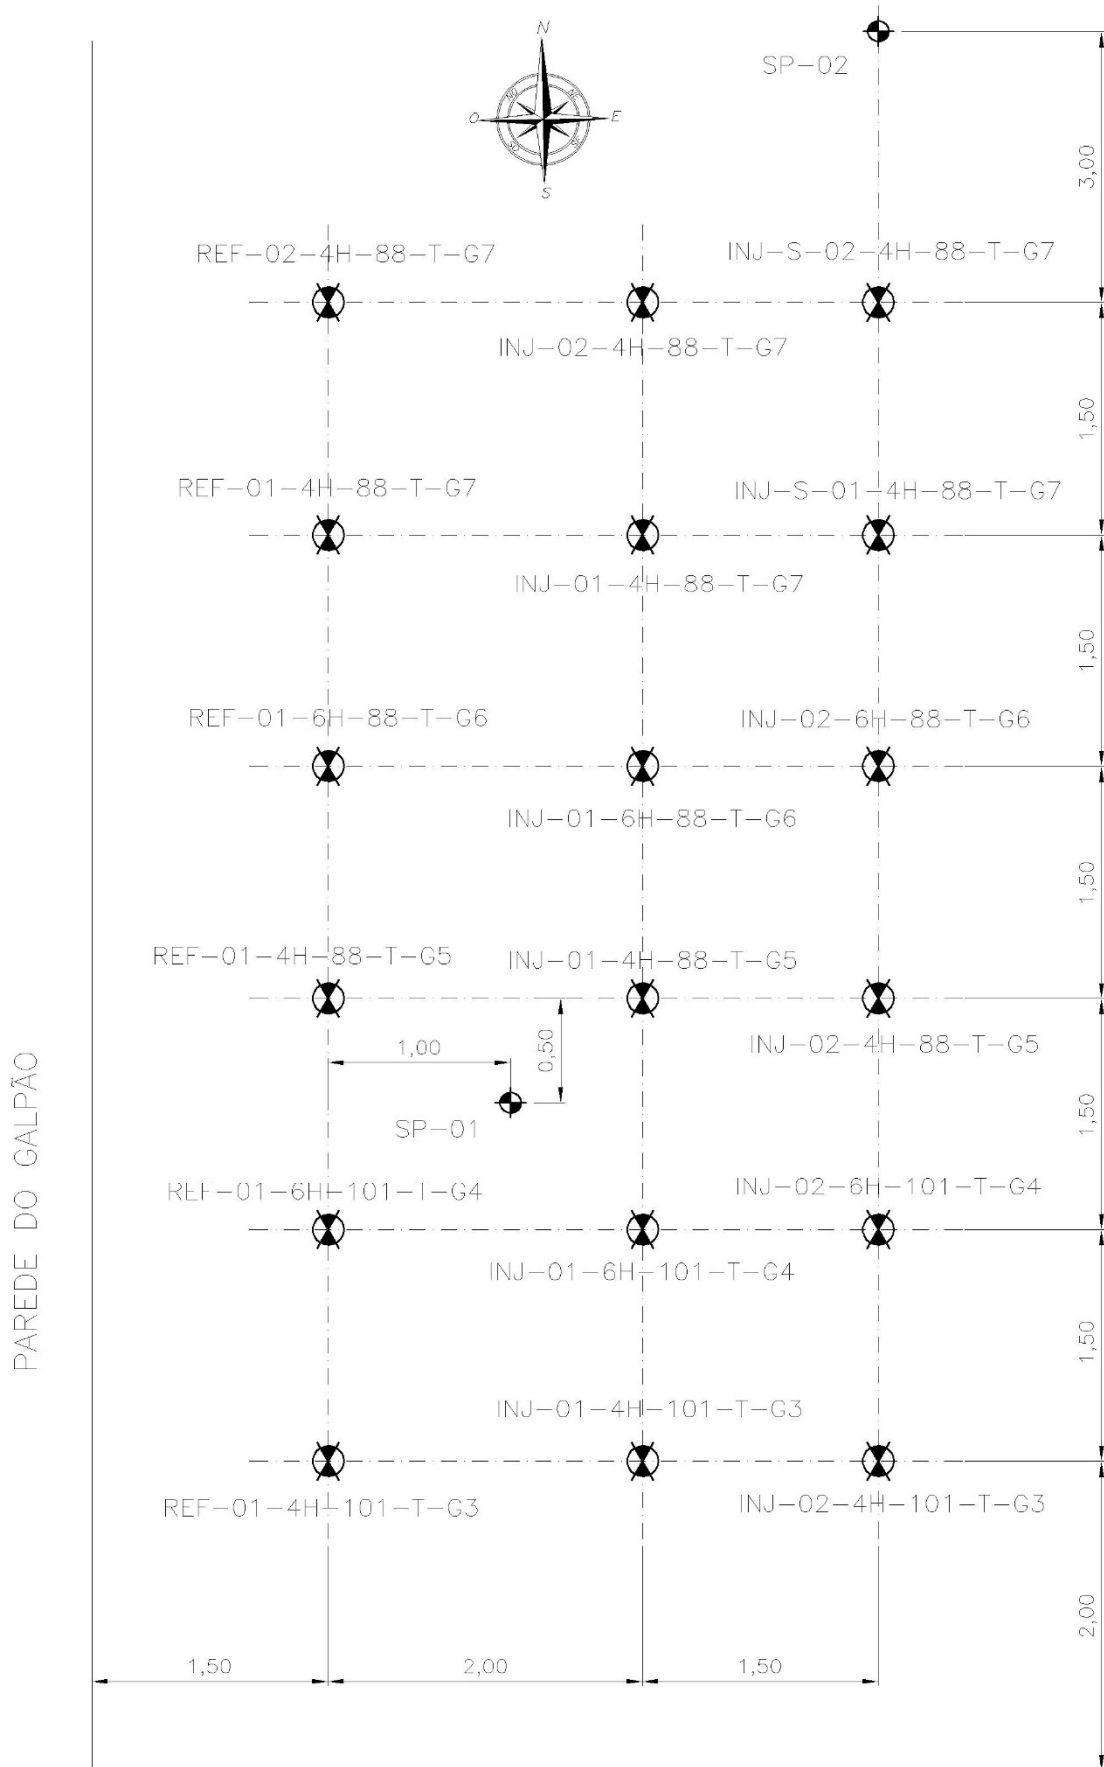 N
SP-02
NO
NE
O
E
SO
SE
S
3,00
REF-02-4H-88-T-G7
INJ-S-02-4H-88-T-G7
INJ-02-4H-88-T-G7
1,50
REF-01-4H-88-T-G7
INJ-S-01-4H-88-T-G7
INJ-01-4H-88-T-G7
1,50
REF-01-6H-88-T-G6
INJ-02-6H-88-T-G6
INJ-01-6H-88-T-G6
1,50
REF-01-4H-88-T-G5
INJ-01-4H-88-T-G5
INJ-02-4H-88-T-G5
1,00
0,50
SP-01
1,50
PAREDE DO GALPÃO
REF-01-6H-101-T-G4
INJ-02-6H-101-T-G4
INJ-01-6H-101-T-G4
1,50
INJ-01-4H-101-T-G3
REF-01-4H-101-T-G3
INJ-02-4H-101-T-G3
2,00
1,50
2,00
1,50